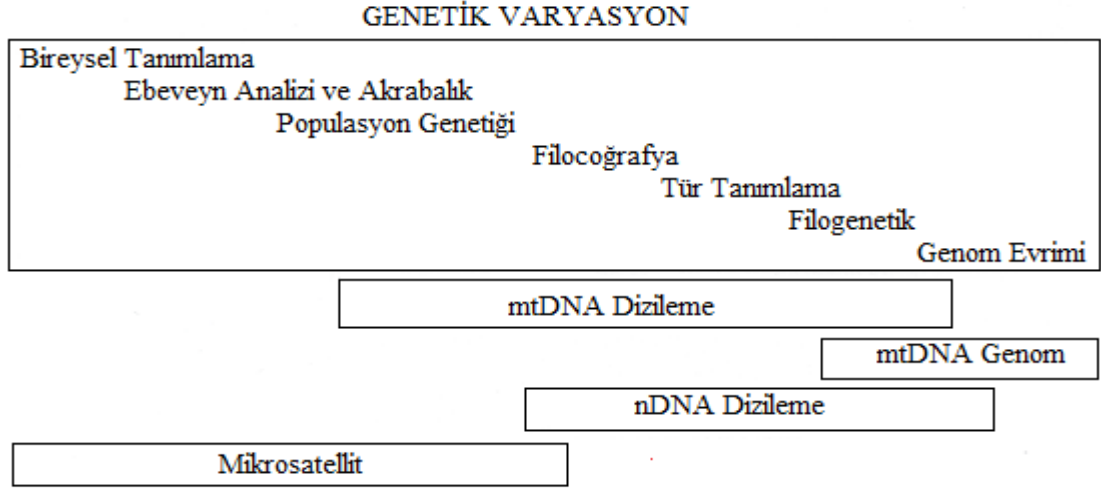 GENETİK VARYASYON
Bireysel Tanımlama
Ebeveyn Analizi ve Akrabalık
Populasyon Genetiği
Filocoğrafya
Tür Tanımlama
Filogenetik
Genom Evrimi
mtDNA Dizileme
mtDNA Genom
nDNA Dizileme
Mikrosatellit